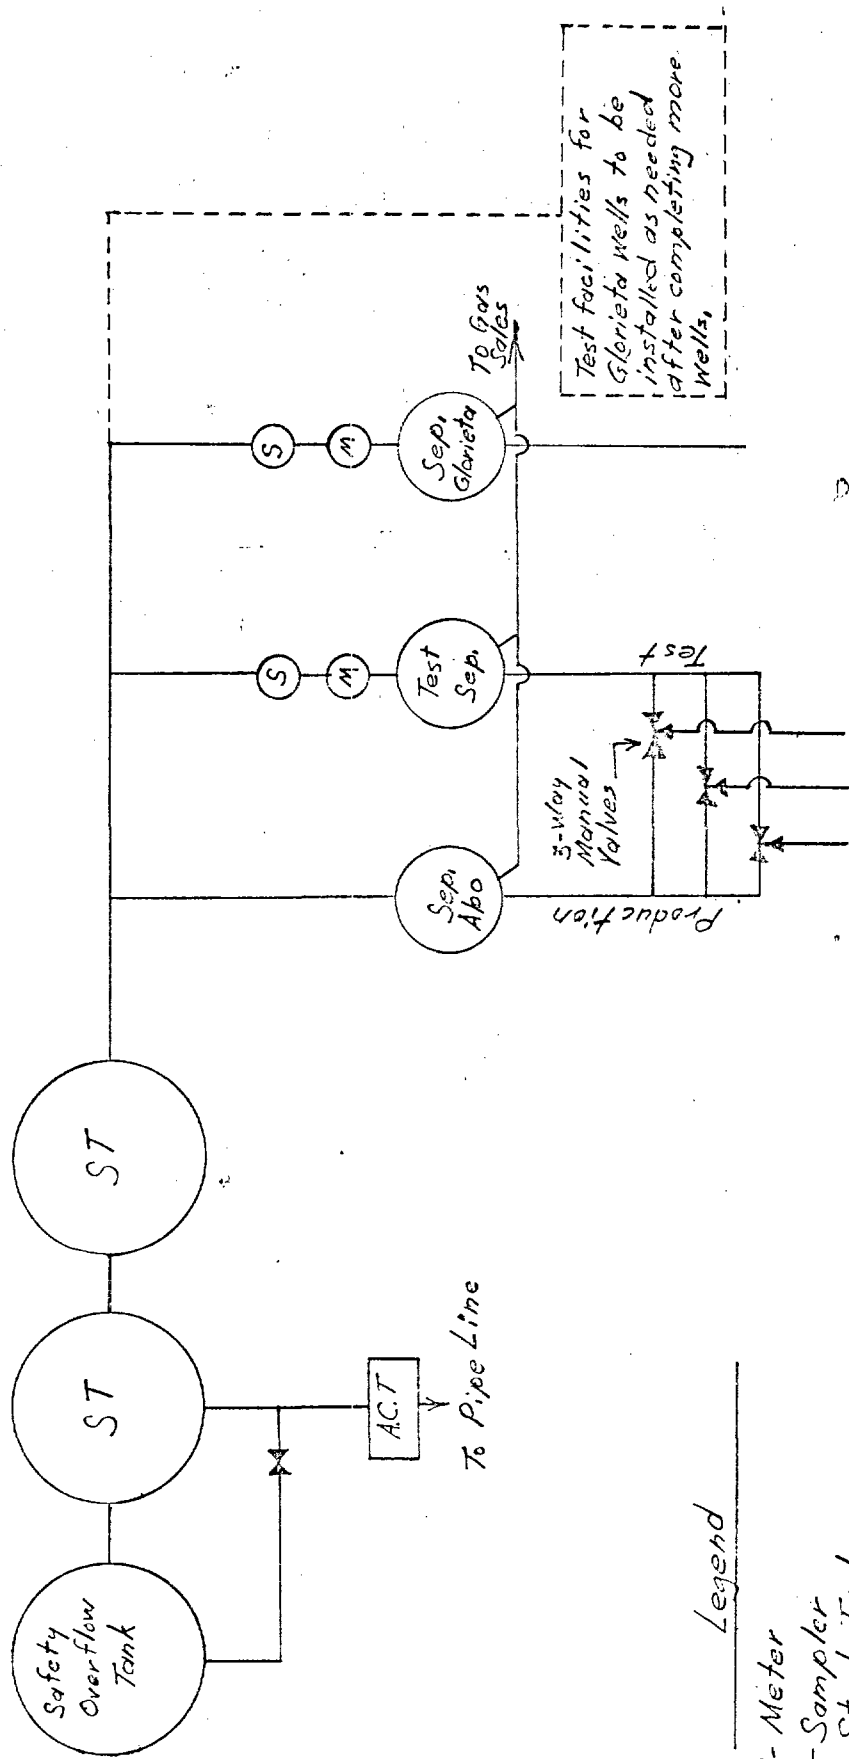 Safety
Overflow
Tank
ST
ST
A.C.T
To Pipe Line
Sep.
Abo
Test
Sep.
M
S
Sep.
Glorieta
M
S
To Gas
Sales
Production
Test
3-Way
Manual
Valves
Test facilities for
Glorieta wells to be
installed as needed
after completing more
wells.
Legend
- Meter
- Sampler